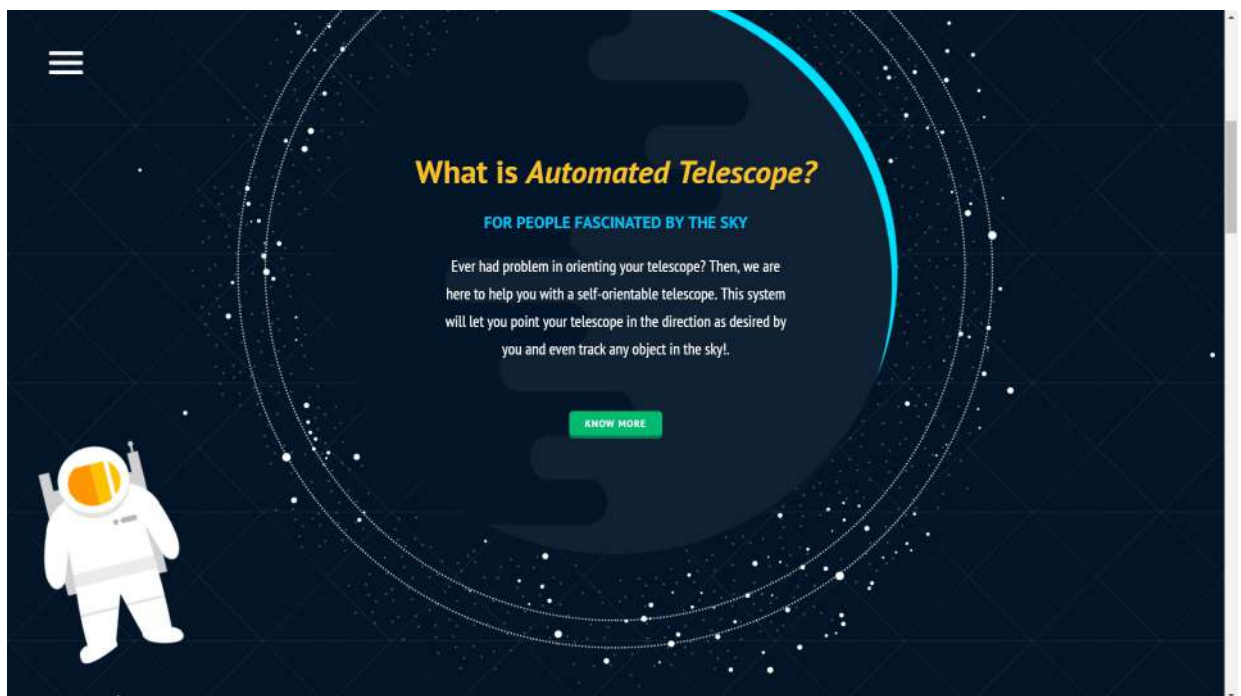 What is Automated Telescope?
FOR PEOPLE FASCINATED BY THE SKY
Ever had problem in orienting your telescope? Then, we are
here to help you with a self-orientable telescope. This system
will let you point your telescope in the direction as desired by
you and even track any object in the sky!.
KNOW MORE